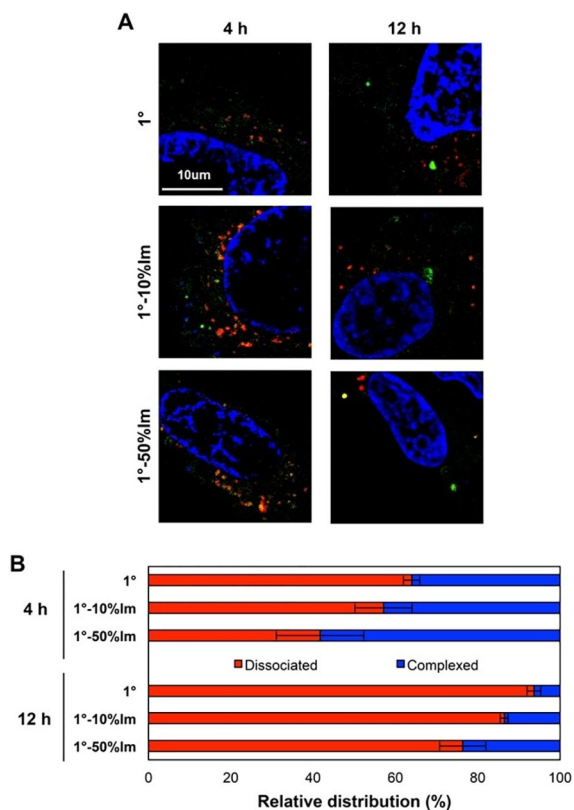 A
4 h 12 h
1°
10um
1°-10%Im
1°-50%Im
B
4 h
1°
1°-10%Im
1°-50%Im
Dissociated Complexed
12 h
1°
1°-10%Im
1°-50%Im
0 20 40 60 80 100
Relative distribution (%)